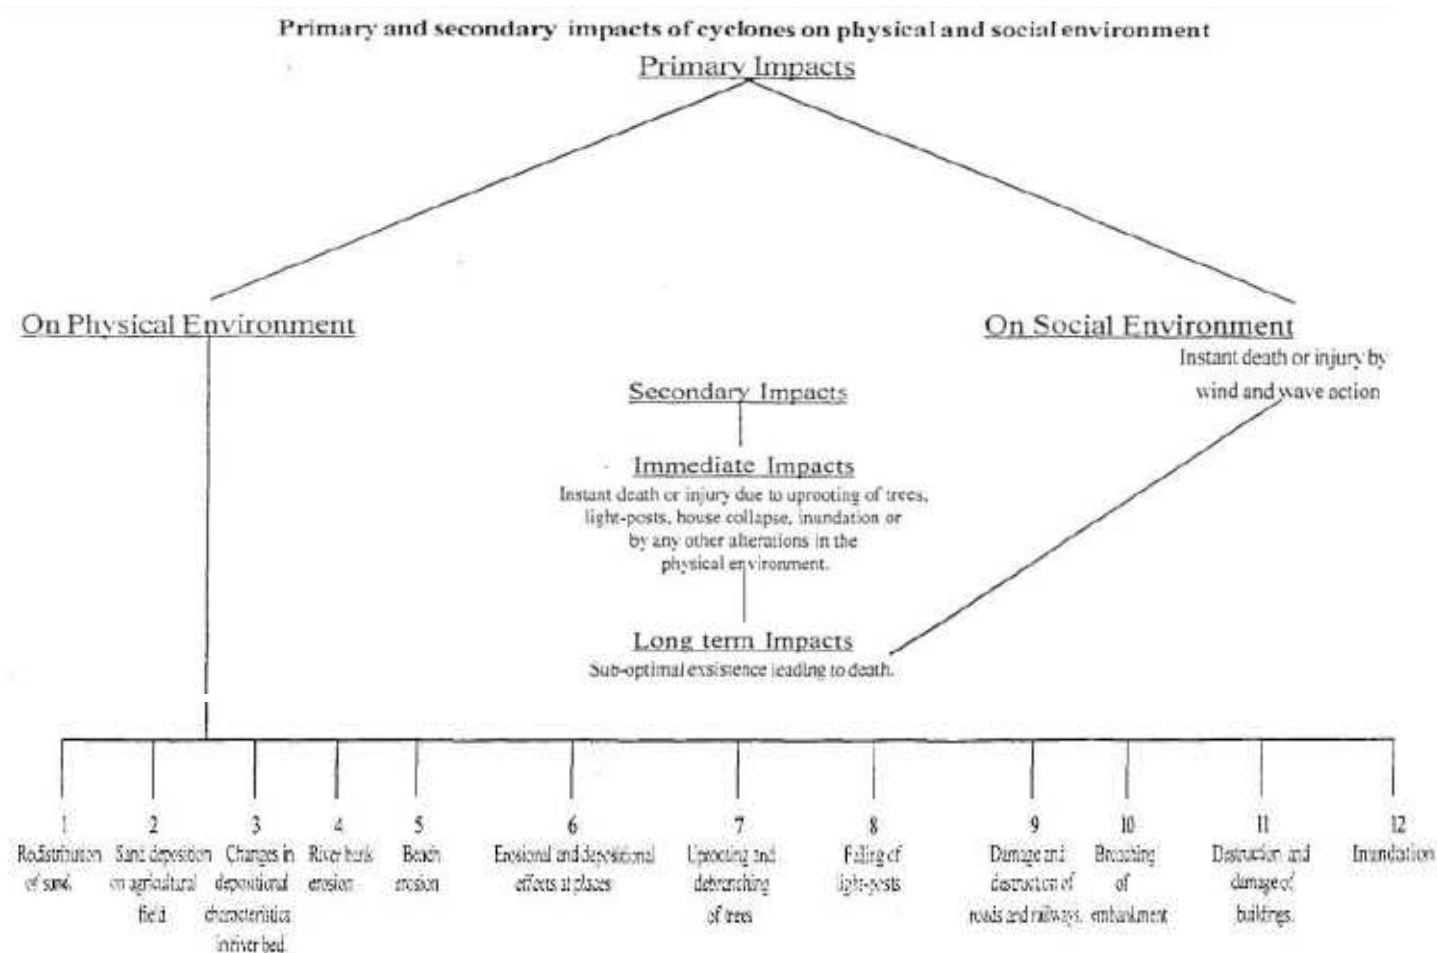 Primary and secondary impacts of cyclones on physical and social environment
Primary Impacts
On Physical Environment
On Social Environment
Instant death or injury by
wind and wave action
Secondary Impacts
Immediate Impacts
Instant death or injury due to uprooting of trees,
light-posts, house collapse, inundation or
by any other alterations in the
physical environment.
Long term Impacts
Sub-optimal exsistence leading to death.
1
Redistribution
of sand.
2
Sand deposition
on agricultural
field
3
Changes in
depositional
characteristics
in river bed.
4
River bank
erosion
5
Beach
erosion
6
Erosional and depositional
effects at places
7
Uprooting and
debranching
of trees
8
Falling of
light-posts
9
Damage and
destruction of
roads and railways.
10
Breaching
of
embankment
11
Destruction and
damage of
buildings.
12
Inundation